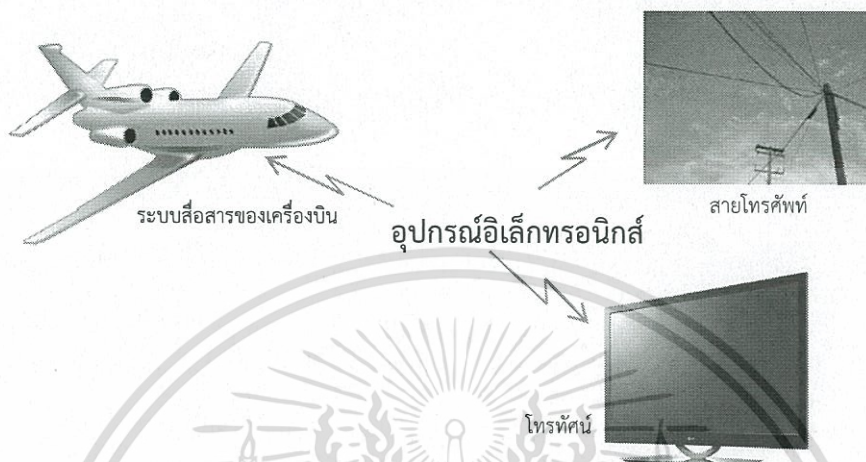 ระบบสื่อสารของเครื่องบิน
สายโทรศัพท์
อุปกรณ์อิเล็กทรอนิกส์
โทรทัศน์